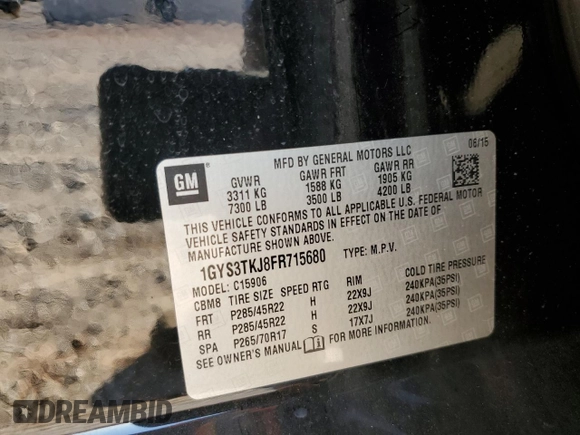 MFD BY GENERAL MOTORS LLC 06/15
GM
GVWR GAWR FRT GAWR RR
3311 KG 1588 KG 1905 KG
7300 LB 3500 LB 4200 LB
THIS VEHICLE CONFORMS TO ALL APPLICABLE U.S. FEDERAL MOTOR
VEHICLE SAFETY STANDARDS IN EFFECT ON THE DATE OF
MANUFACTURE SHOWN ABOVE.
1GYS3TKJ8FR715680 TYPE: M.P.V.
MODEL: C15906
CBM8 TIRE SIZE SPEED RTG RIM COLD TIRE PRESSURE
FRT P285/45R22 H 22X9J 240KPA(35PSI)
RR P285/45R22 H 22X9J 240KPA(35PSI)
SPA P265/70R17 S 17X7J 240KPA(35PSI)
SEE OWNER'S MANUAL FOR MORE INFORMATION.
DREAMBID